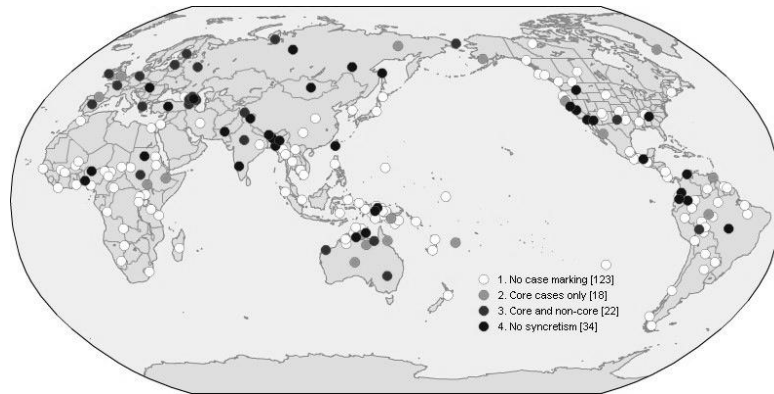 1. No case marking [123]
2. Core cases only [18]
3. Core and non-core [22]
4. No syncretism [34]